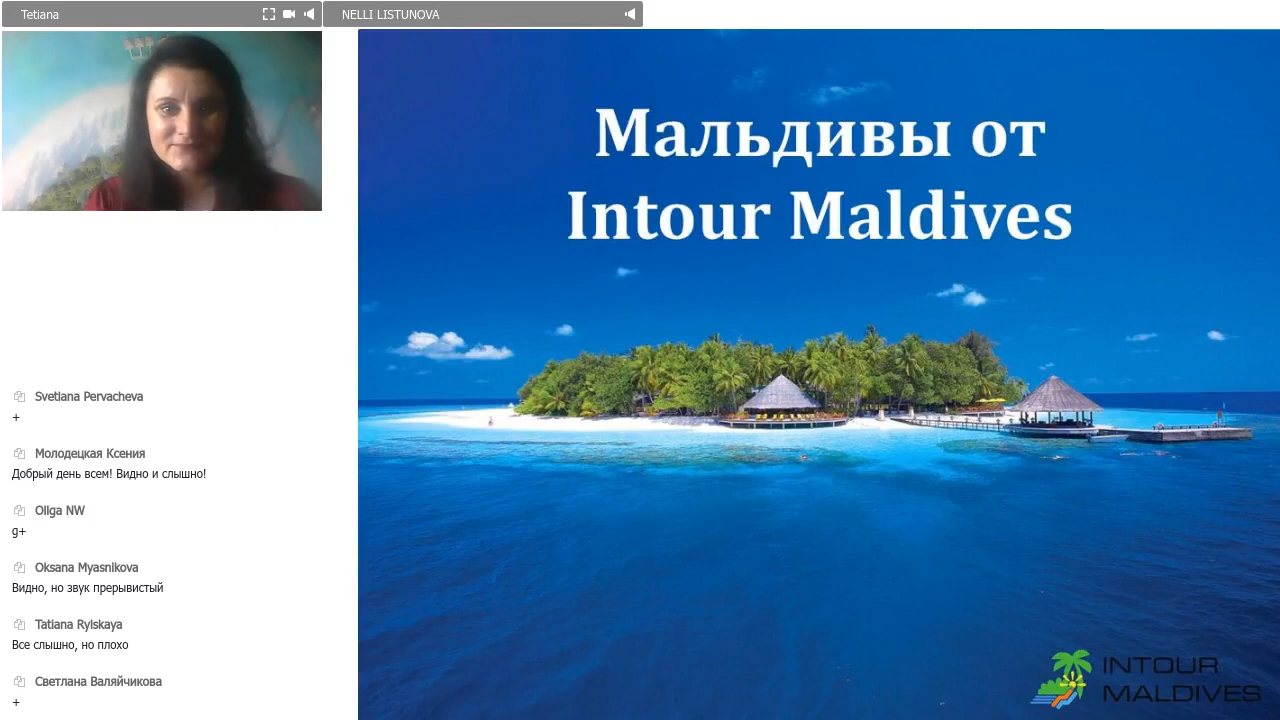 Tetiana
NELLI LISTUNOVA
Мальдивы от
Intour Maldives
Svetlana Pervacheva
+
Молодецкая Ксения
Добрый день всем! Видно и слышно!
Ollga NW
g+
Oksana Myasnikova
Видно, но звук прерывистый
Tatiana Rylskaya
Все слышно, но плохо
Светлана Валяйчикова
+
INTOUR
MALDIVES